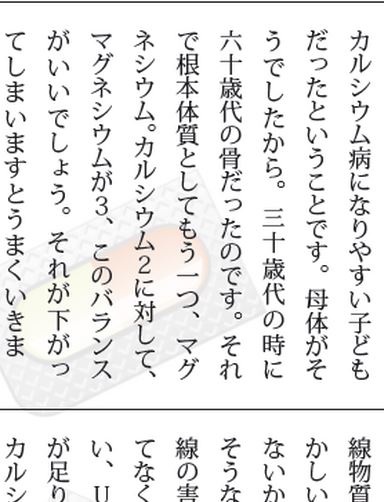 カルシウム病になりやすい子ども
だったということです。母体がそ
うでしたから。三十歳代の時に
六十歳代の骨だったのです。それ
で根本体質としてもう一つ、マグ
ネシウム。カルシウム２に対して、
マグネシウムが３、このバランス
がいいでしょう。それが下がっ
てしまいますとうまくいきま
線物質
かしい
ないか
そうな
線の害
てなく
い、U
が足り
カルシ